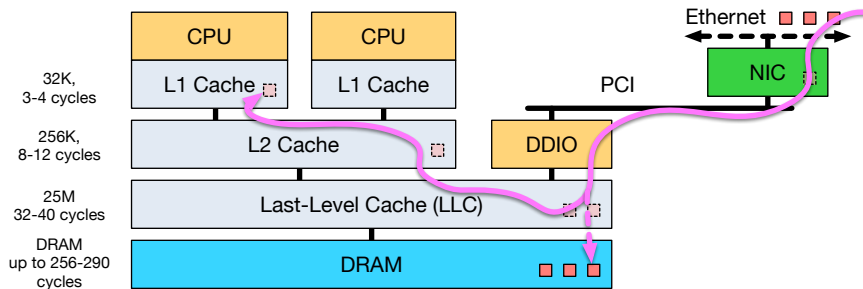 Ethernet
CPU
CPU
NIC
32K,
3-4 cycles
L1 Cache
L1 Cache
PCI
256K,
8-12 cycles
L2 Cache
DDIO
25M
32-40 cycles
Last-Level Cache (LLC)
DRAM
up to 256-290
cycles
DRAM